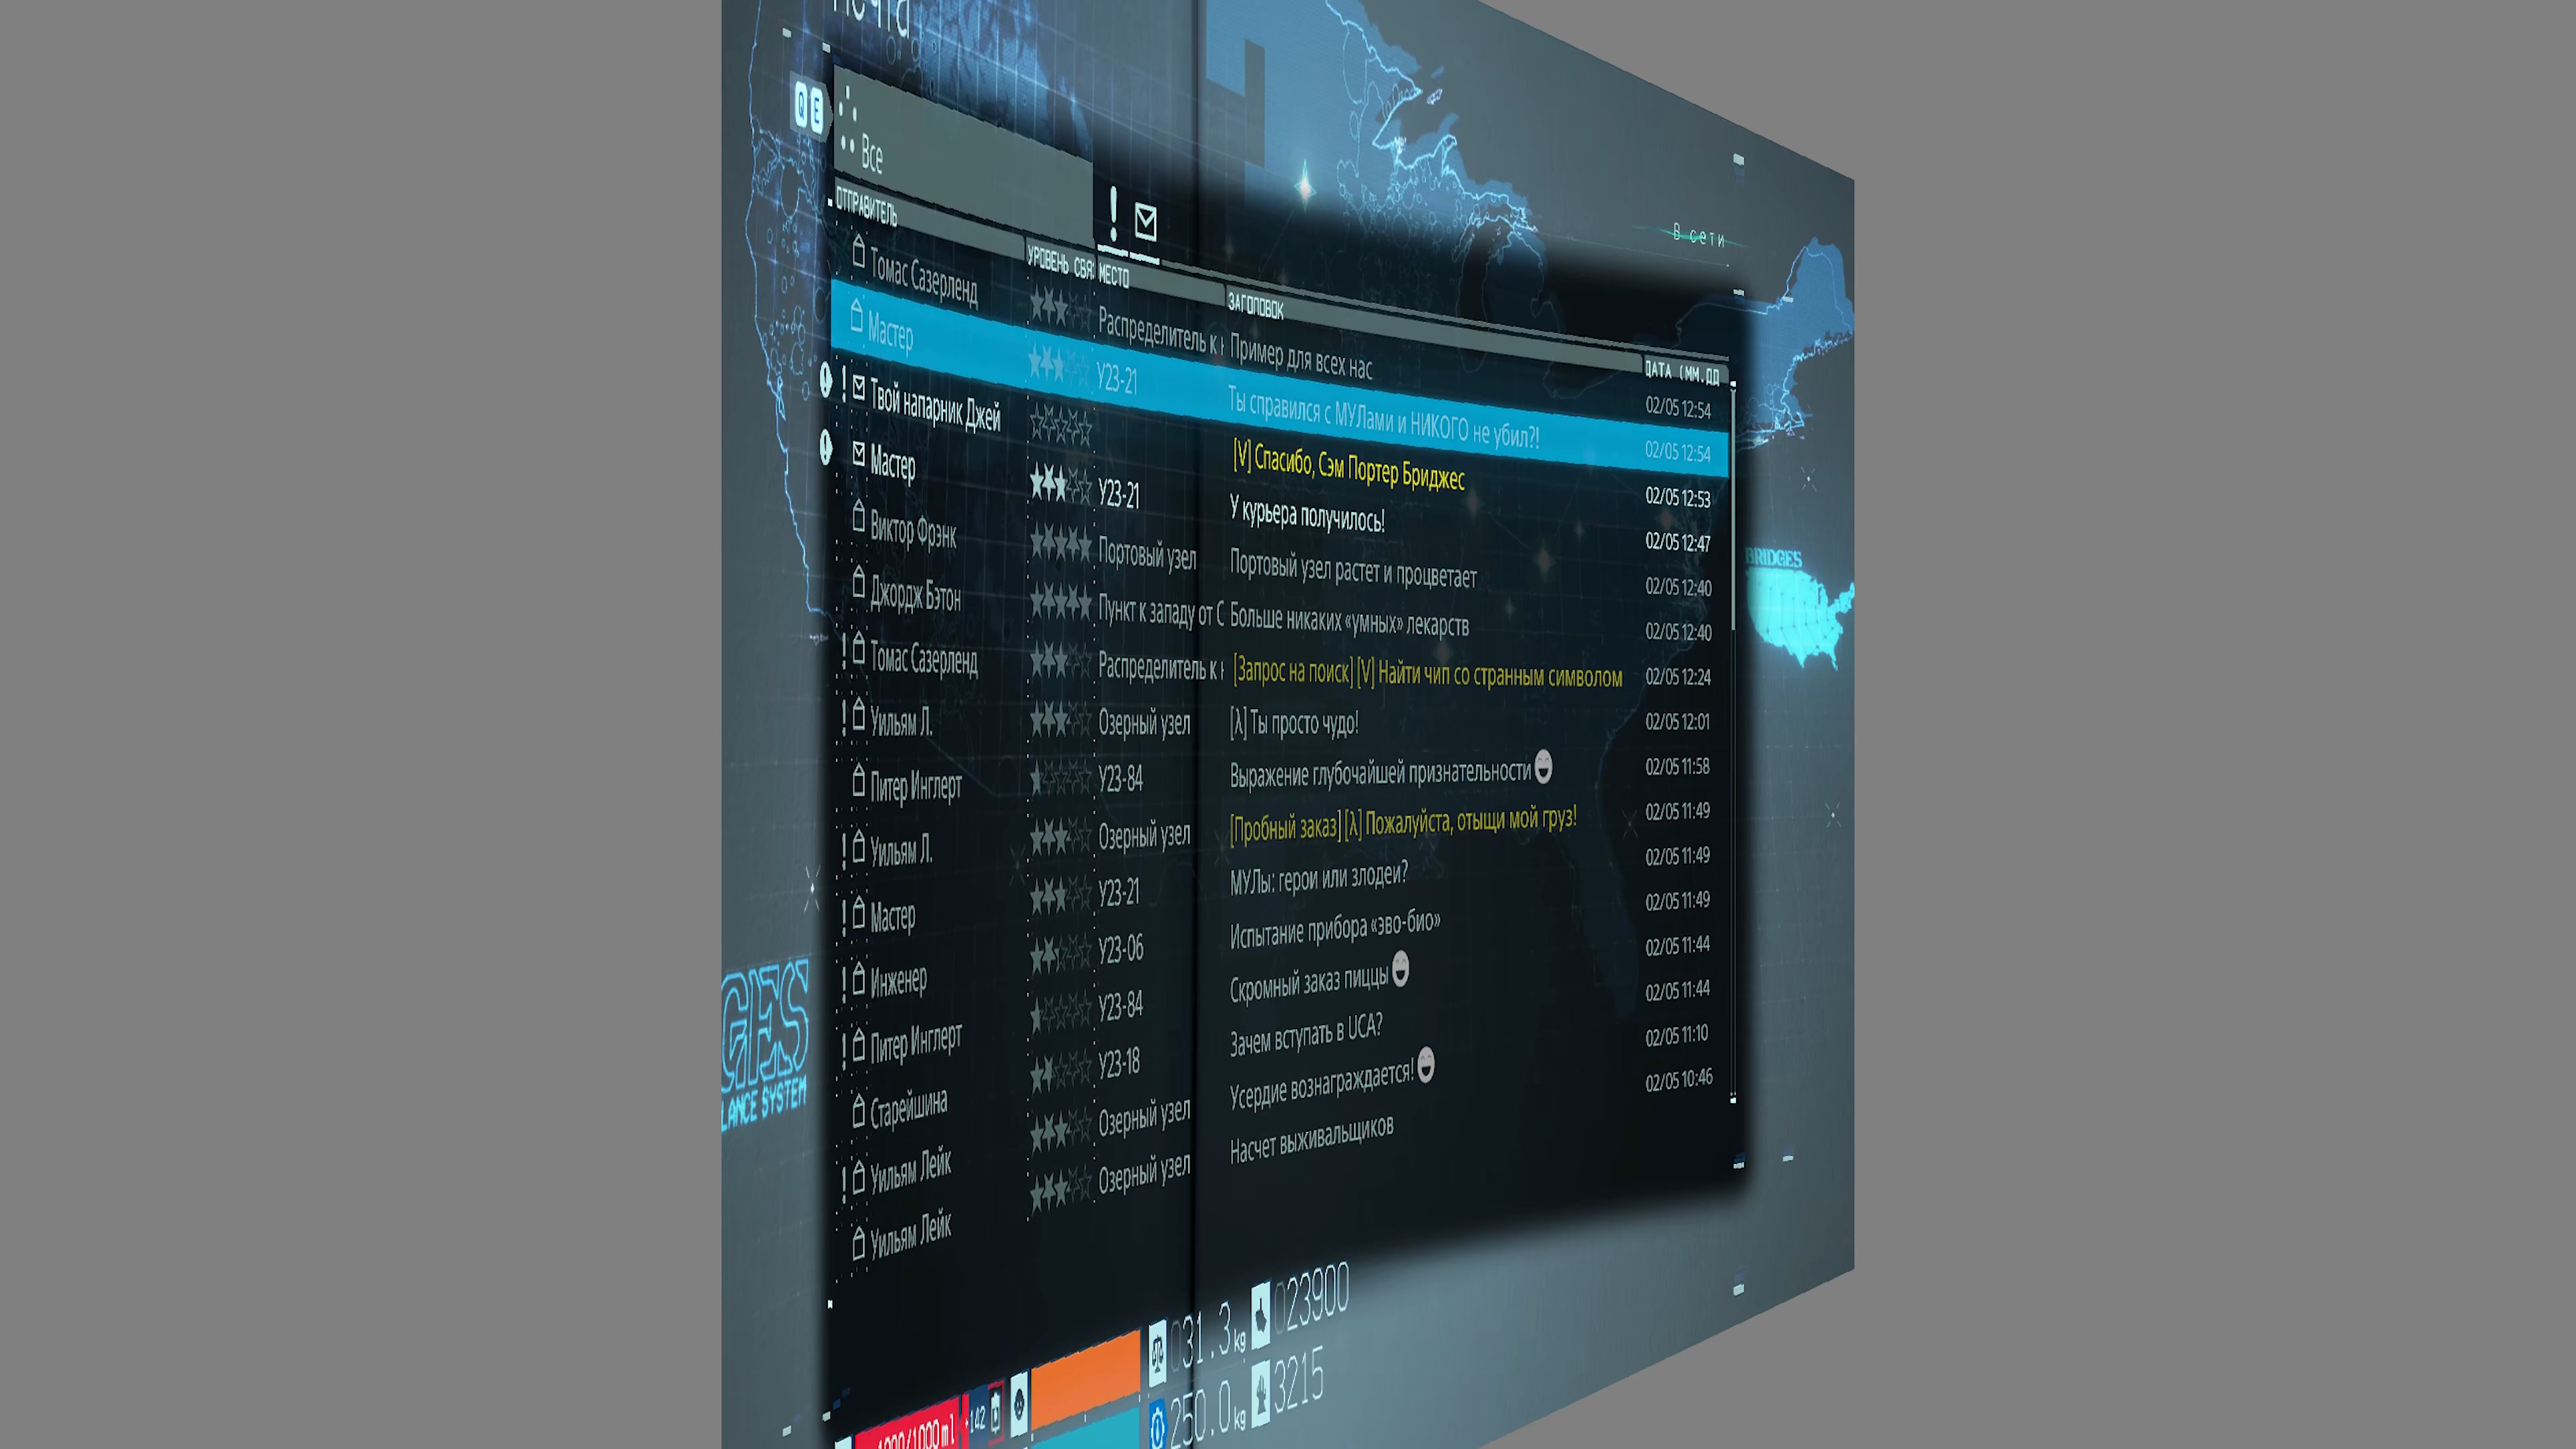 Почта
Q E
Все
В сети
ОТПРАВИТЕЛЬ УРОВЕНЬ СВЯ МЕСТО ЗАГОЛОВОК ДАТА (ММ.ДД
Томас Сазерленд Распределитель к Пример для всех нас 02/05 12:54
Мастер У23-21 Ты справился с МУЛами и НИКОГО не убил?! 02/05 12:54
! Твой напарник Джей [V] Спасибо, Сэм Портер Бриджес 02/05 12:53
Мастер У23-21 У курьера получилось! 02/05 12:47
Виктор Фрэнк Портовый узел Портовый узел растет и процветает 02/05 12:40
Джордж Бэтон Пункт к западу от С Больше никаких «умных» лекарств 02/05 12:40
! Томас Сазерленд Распределитель к [Запрос на поиск] [V] Найти чип со странным символом 02/05 12:24
! Уильям Л. Озерный узел [λ] Ты просто чудо! 02/05 12:01
Питер Инглерт У23-84 Выражение глубочайшей признательности 02/05 11:58
! Уильям Л. Озерный узел [Пробный заказ] [λ] Пожалуйста, отыщи мой груз! 02/05 11:49
! Мастер У23-21 МУЛы: герои или злодеи? 02/05 11:49
! Инженер У23-06 Испытание прибора «эво-био» 02/05 11:49
! Питер Инглерт У23-84 Скромный заказ пиццы 02/05 11:44
Старейшина У23-18 Зачем вступать в UCA? 02/05 11:44
! Уильям Лейк Озерный узел Усердие вознаграждается! 02/05 11:10
Уильям Лейк Озерный узел Насчет выживальщиков 02/05 10:46
BRIDGES
GES
LANCE SYSTEM
031.3 kg 023900
250.0 kg 3215
1000/1000 ml +142